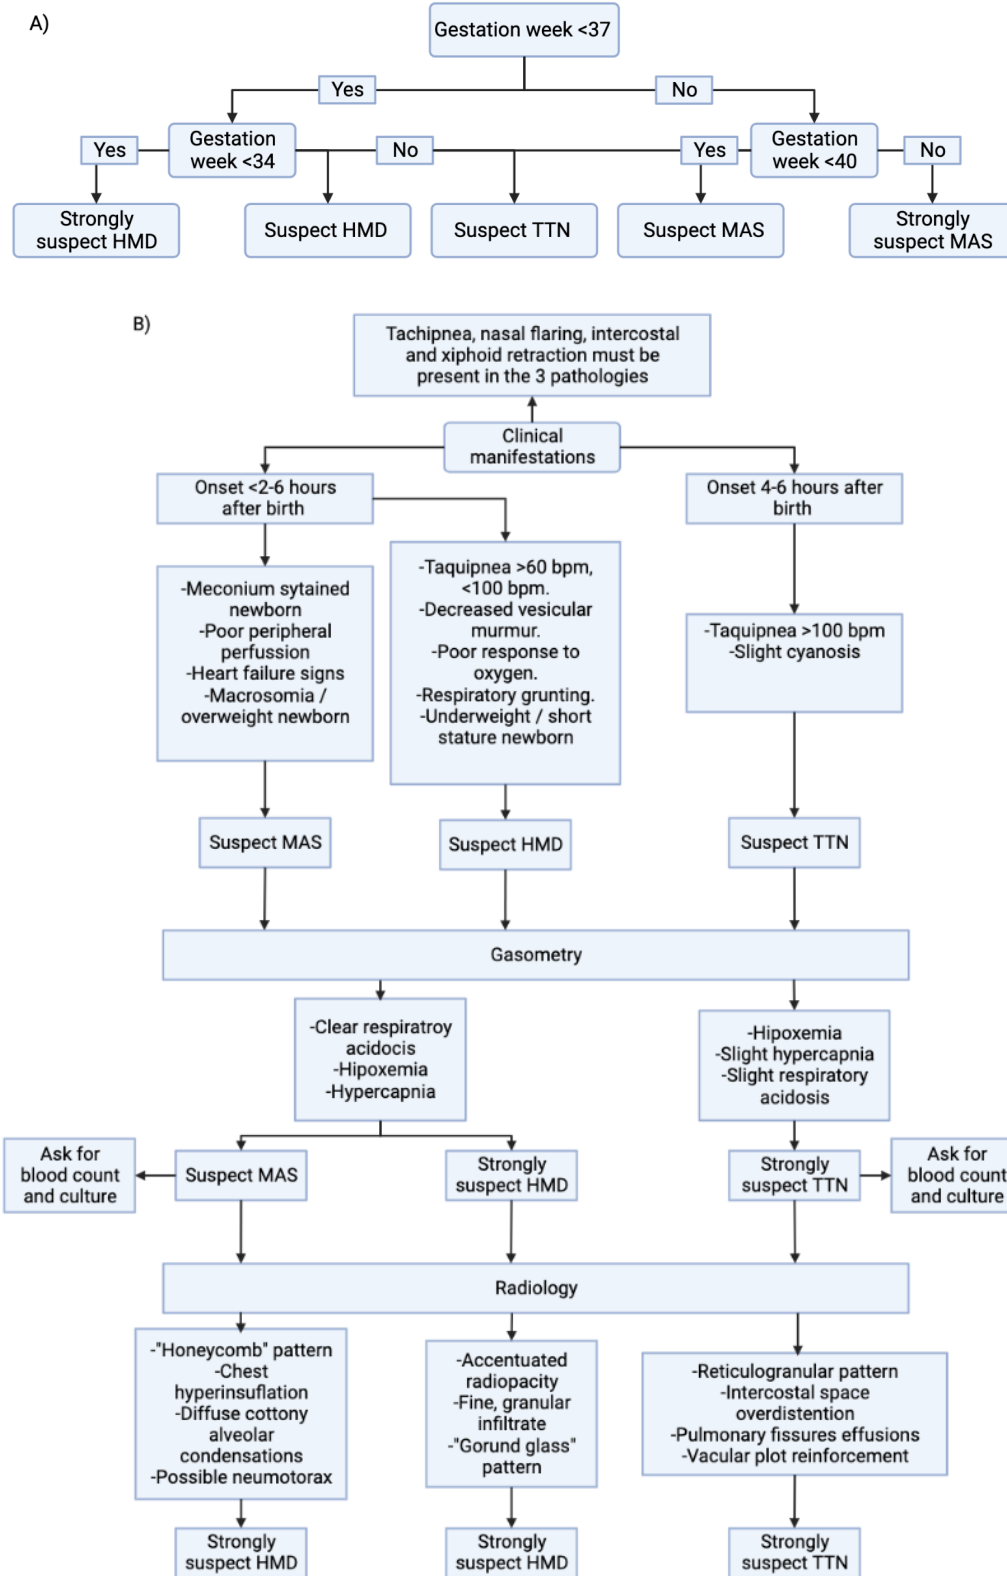 A)
Gestation week <37
Yes
No
Yes
Gestation
week <34
No
Yes
Gestation
week <40
No
Strongly
suspect HMD
Suspect HMD
Suspect TTN
Suspect MAS
Strongly
suspect MAS
B)
Tachipnea, nasal flaring, intercostal
and xiphoid retraction must be
present in the 3 pathologies
Clinical
manifestations
Onset <2-6 hours
after birth
Onset 4-6 hours after
birth
-Meconium sytained
newborn
-Poor peripheral
perfussion
-Heart failure signs
-Macrosomia /
overweight newborn
-Taquipnea >60 bpm,
<100 bpm.
-Decreased vesicular
murmur.
-Poor response to
oxygen.
-Respiratory grunting.
-Underweight / short
stature newborn
-Taquipnea >100 bpm
-Slight cyanosis
Suspect MAS
Suspect HMD
Suspect TTN
Gasometry
-Clear respiratroy
acidocis
-Hipoxemia
-Hypercapnia
-Hipoxemia
-Slight hypercapnia
-Slight respiratory
acidosis
Ask for
blood count
and culture
Suspect MAS
Strongly
suspect HMD
Strongly
suspect TTN
Ask for
blood count
and culture
Radiology
-"Honeycomb" pattern
-Chest
hyperinsuflation
-Diffuse cottony
alveolar
condensations
-Possible neumotorax
-Accentuated
radiopacity
-Fine, granular
infiltrate
-"Gorund glass"
pattern
-Reticulogranular pattern
-Intercostal space
overdistention
-Pulmonary fissures effusions
-Vacular plot reinforcement
Strongly
suspect HMD
Strongly
suspect HMD
Strongly
suspect TTN